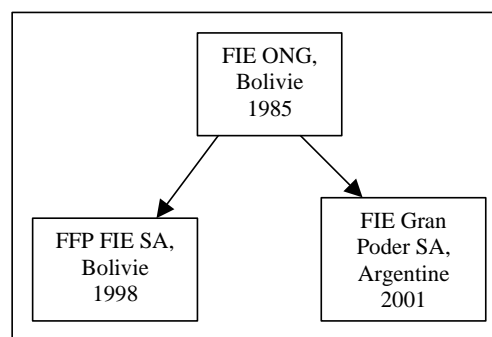 FIE ONG,
Bolivie
1985
FFP FIE SA,
Bolivie
1998
FIE Gran
Poder SA,
Argentine
2001